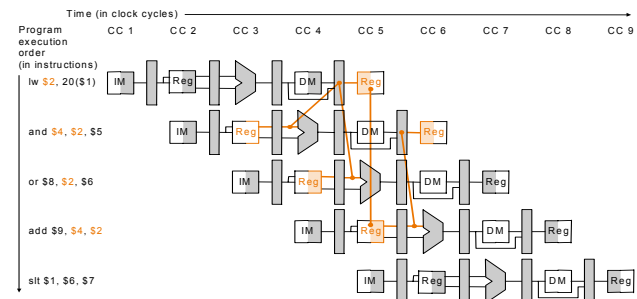 Time (in clock cycles)
Program
execution
order
(in instructions)
CC 1 CC 2 CC 3 CC 4 CC 5 CC 6 CC 7 CC 8 CC 9
lw $2, 20($1) IM Reg DM Reg
and $4, $2, $5 IM Reg DM Reg
or $8, $2, $6 IM Reg DM Reg
add $9, $4, $2 IM Reg DM Reg
slt $1, $6, $7 IM Reg DM Reg